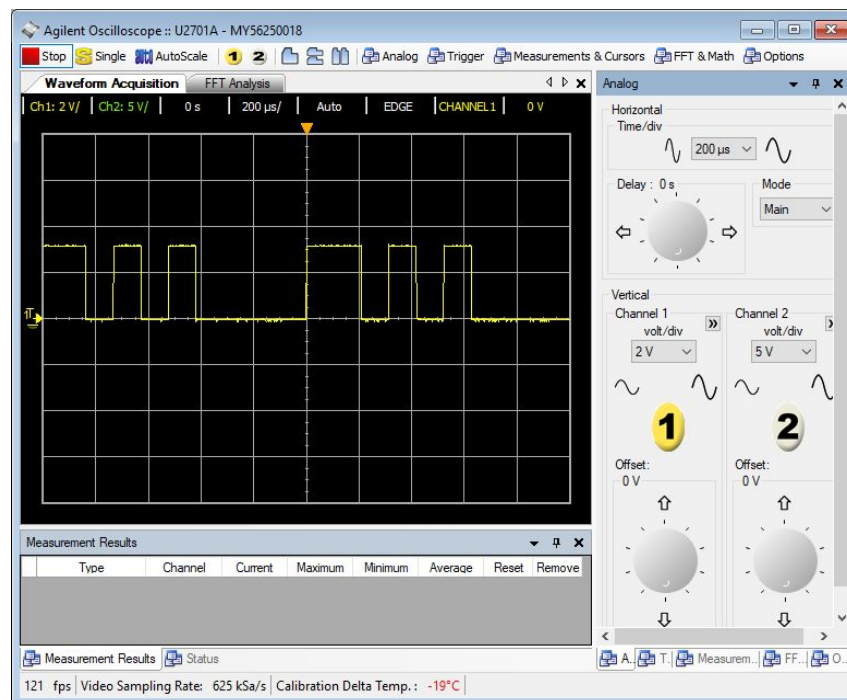 Agilent Oscilloscope :: U2701A - MY56250018
Stop Single AutoScale 1 2 Analog Trigger Measurements & Cursors FFT & Math Options
Waveform Acquisition FFT Analysis
Ch1: 2 V/ Ch2: 5 V/ 0 s 200 µs/ Auto EDGE CHANNEL1 0 V
T
Analog
Horizontal
Time/div
200 µs
Delay : 0 s
Mode
Main
Vertical
Channel 1 Channel 2
volt/div volt/div
2 V 5 V
1 2
Offset: Offset:
0 V 0 V
Measurement Results
Type Channel Current Maximum Minimum Average Reset Remove
Measurement Results Status
A.. T.. Measurem... FF... O...
121 fps Video Sampling Rate: 625 kSa/s Calibration Delta Temp. : -19°C